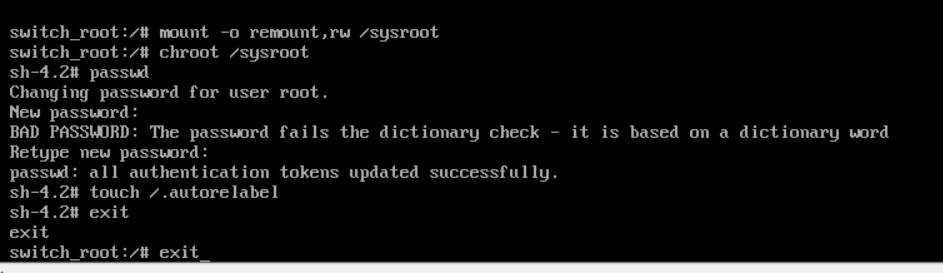 switch_root:/# mount -o remount,rw /sysroot
switch_root:/# chroot /sysroot
sh-4.2# passwd
Changing password for user root.
New password:
BAD PASSWORD: The password fails the dictionary check - it is based on a dictionary word
Retype new password:
passwd: all authentication tokens updated successfully.
sh-4.2# touch /.autorelabel
sh-4.2# exit
exit
switch_root:/# exit_